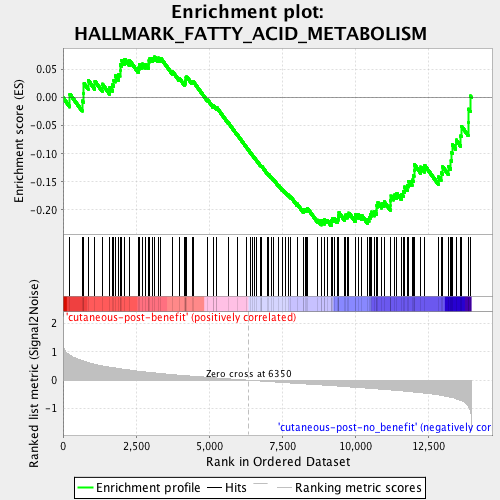 Enrichment plot:
HALLMARK_FATTY_ACID_METABOLISM
Enrichment score (ES)
0.05
0.00
-0.05
-0.10
-0.15
-0.20
'cutaneous-post-benefit' (positively correlated)
Ranked list metric (Signal2Noise)
2
1
0
-1
Zero cross at 6350
'cutaneous-post-no_benefit' (negatively cor
0
2,500
5,000
7,500
10,000
12,500
Rank in Ordered Dataset
Enrichment profile
Hits
Ranking metric scores